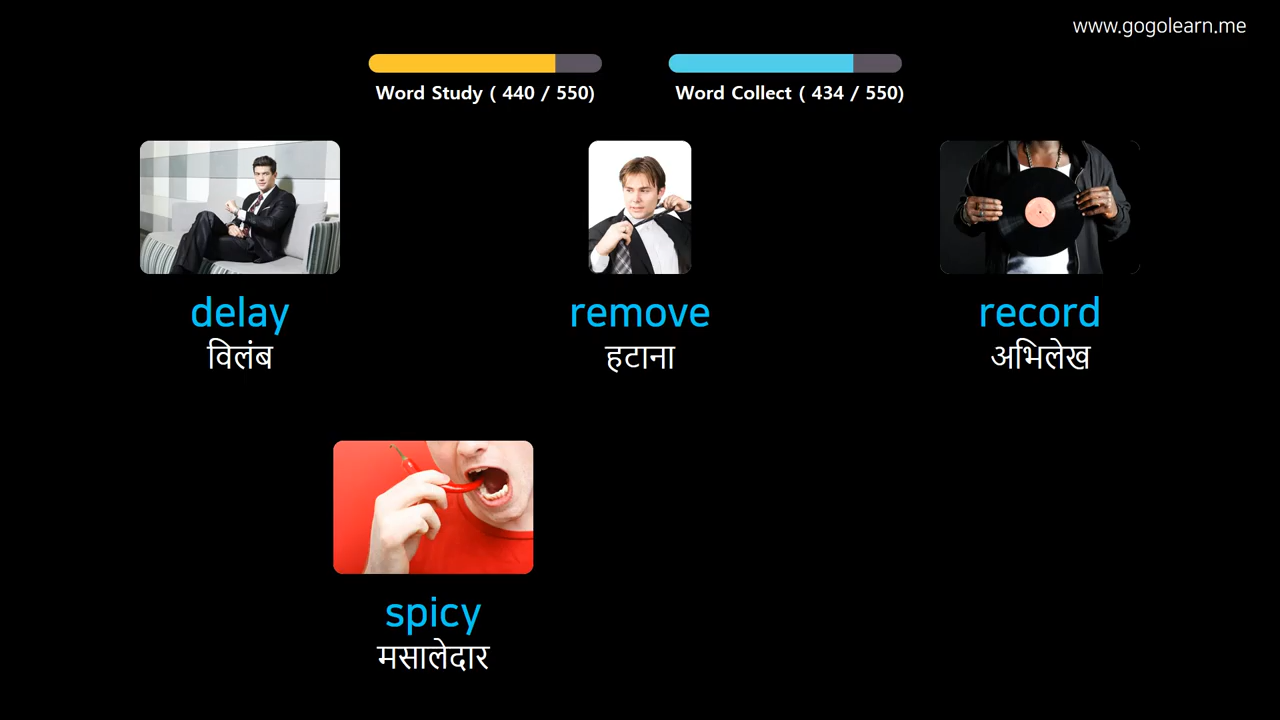 www.gogolearn.me
Word Study ( 440 / 550)
Word Collect ( 434 / 550)
delay
विलंब
remove
हटाना
record
अभिलेख
spicy
मसालेदार